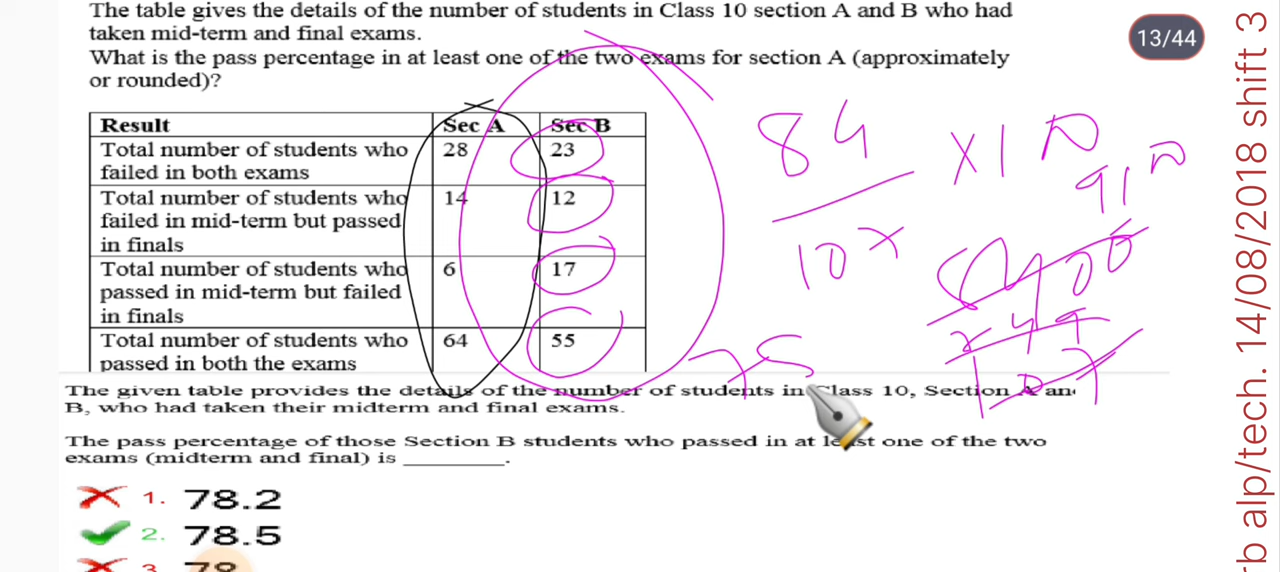 The table gives the details of the number of students in Class 10 section A and B who had
taken mid-term and final exams.
13/44
What is the pass percentage in at least one of the two exams for section A (approximately
or rounded)?
Result Sec A Sec B
Total number of students who 28 23
failed in both exams
Total number of students who 14 12
failed in mid-term but passed
in finals
Total number of students who 6 17
passed in mid-term but failed
in finals
Total number of students who 64 55
passed in both the exams
84
75
The given table provides the details of the number of students in Class 10, Section A an
B, who had taken their midterm and final exams.
The pass percentage of those Section B students who passed in at least one of the two
exams (midterm and final) is ________.
1. 78.2
2. 78.5
3. 78
rb alp/tech. 14/08/2018 shift 3